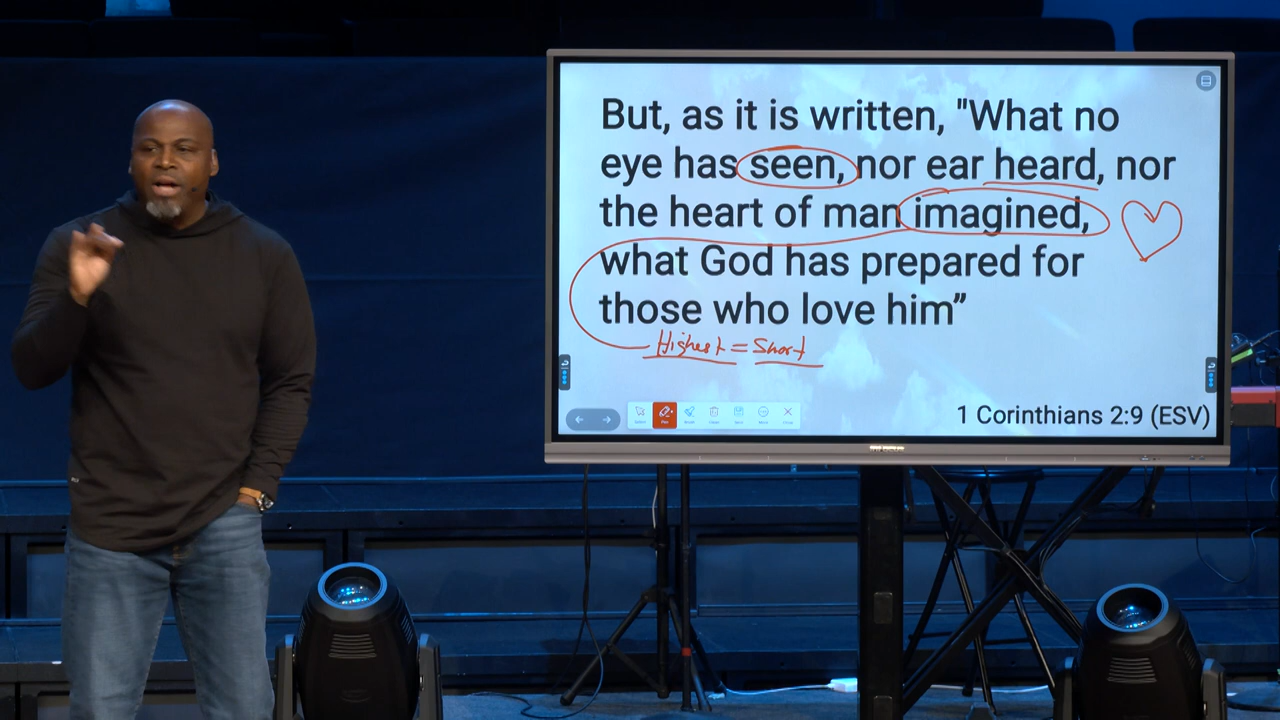 But, as it is written, "What no
eye has seen, nor ear heard, nor
the heart of man imagined,
what God has prepared for
those who love him”
Highest = Short
1 Corinthians 2:9 (ESV)